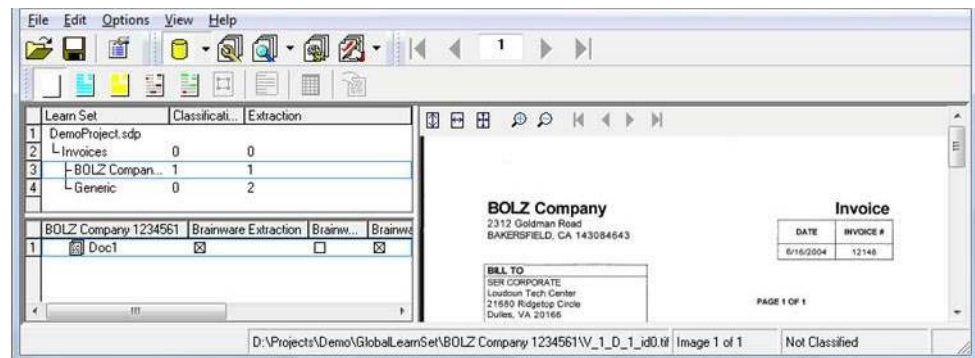 File Edit Options View Help
1
Learn Set Classificati... Extraction
1 DemoProject.sdp
2 Invoices 0 0
3 BOLZ Compan... 1 1
4 Generic 0 2
BOLZ Company 1234561 Brainware Extraction Brainw... Brainwa
1 Doc1
BOLZ Company
2312 Goldman Road
BAKERSFIELD, CA 143084643
Invoice
DATE INVOICE #
6/16/2004 12146
BILL TO
SER CORPORATE
Loudoun Tech Center
21680 Ridgetop Circle
Dulles, VA 20166
PAGE 1 OF 1
D:\Projects\Demo\GlobalLearnSet\BOLZ Company 1234561\V_1_D_1_id0.tif Image 1 of 1 Not Classified